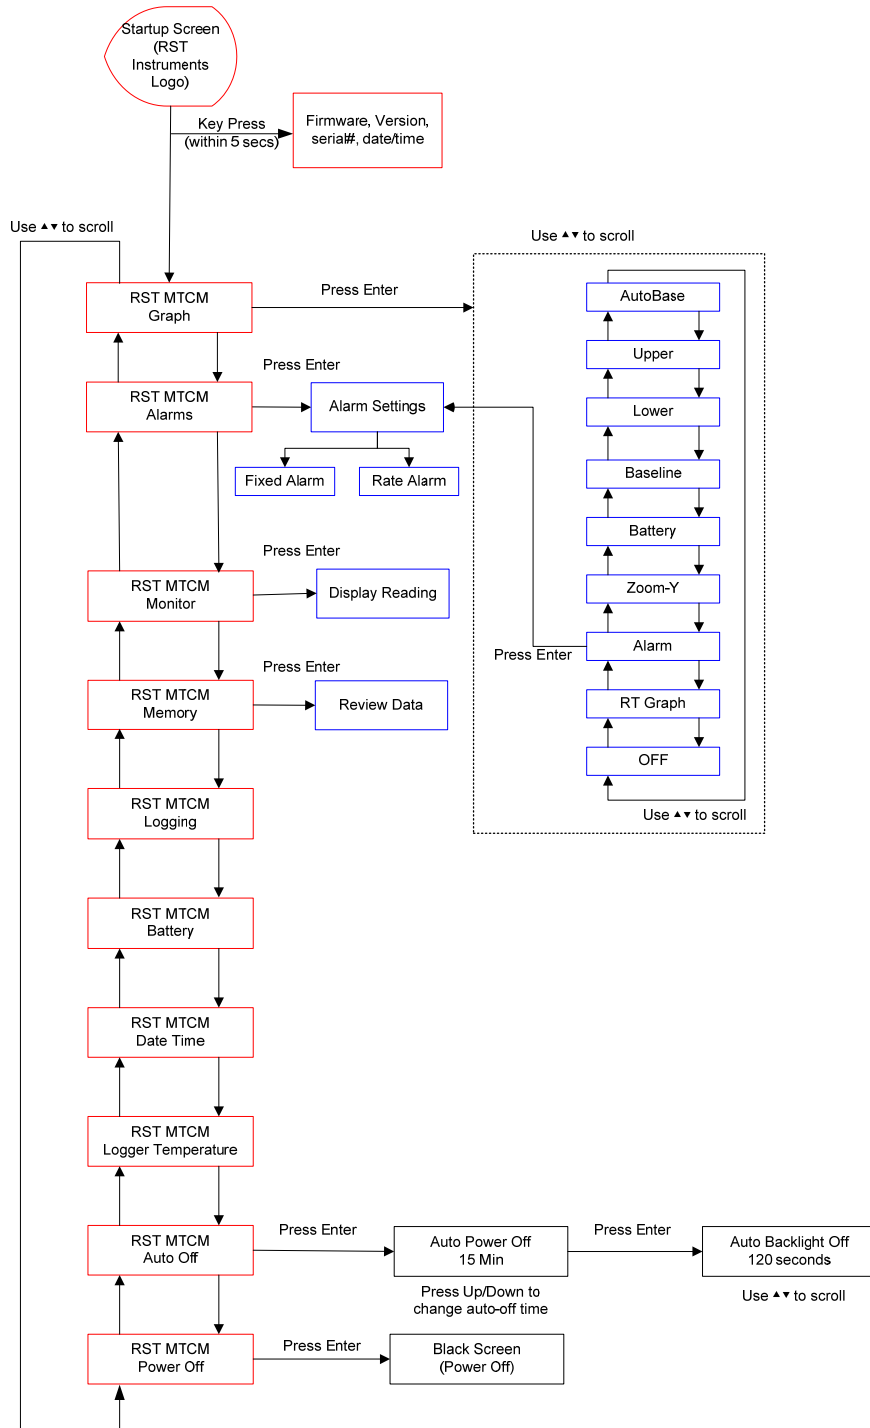 Startup Screen
(RST
Instruments
Logo)
Key Press
(within 5 secs)
Firmware, Version,
serial#, date/time
Use ▲▼ to scroll
Use ▲▼ to scroll
RST MTCM
Graph
Press Enter
AutoBase
Upper
Press Enter
RST MTCM
Alarms
Alarm Settings
Lower
Fixed Alarm
Rate Alarm
Baseline
Battery
Press Enter
RST MTCM
Monitor
Display Reading
Zoom-Y
Alarm
Press Enter
Press Enter
RST MTCM
Memory
Review Data
RT Graph
OFF
RST MTCM
Logging
Use ▲▼ to scroll
RST MTCM
Battery
RST MTCM
Date Time
RST MTCM
Logger Temperature
RST MTCM
Auto Off
Press Enter
Auto Power Off
15 Min
Press Enter
Auto Backlight Off
120 seconds
Press Up/Down to
change auto-off time
Use ▲▼ to scroll
RST MTCM
Power Off
Press Enter
Black Screen
(Power Off)